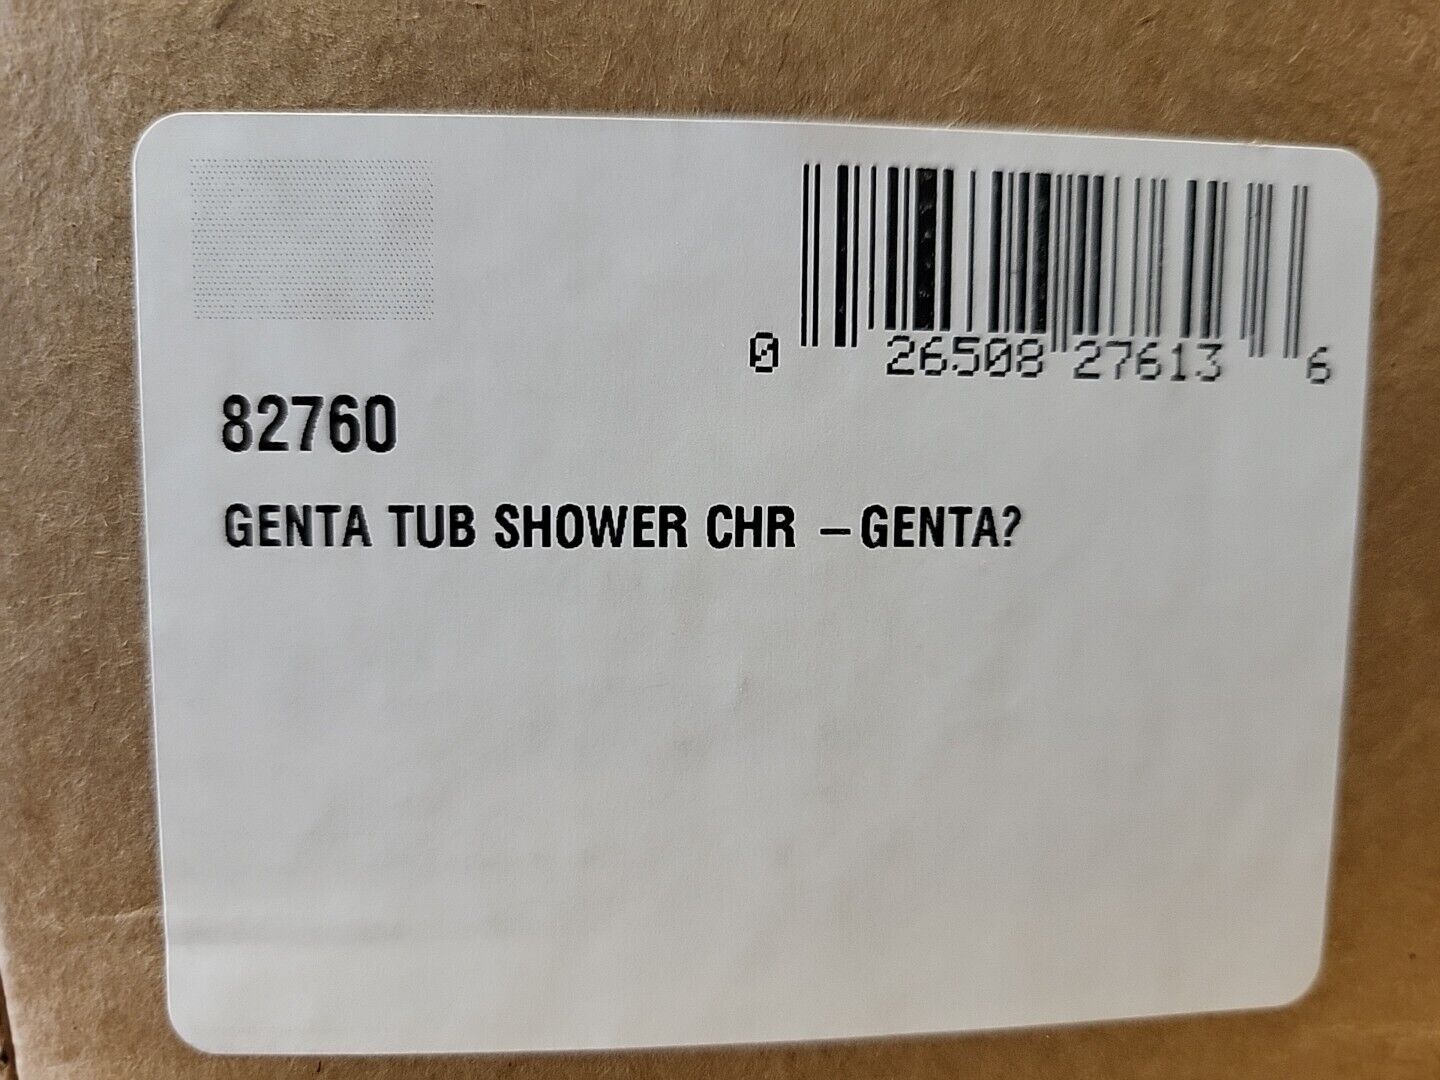 0 26508 27613 6
82760
GENTA TUB SHOWER CHR –GENTA?